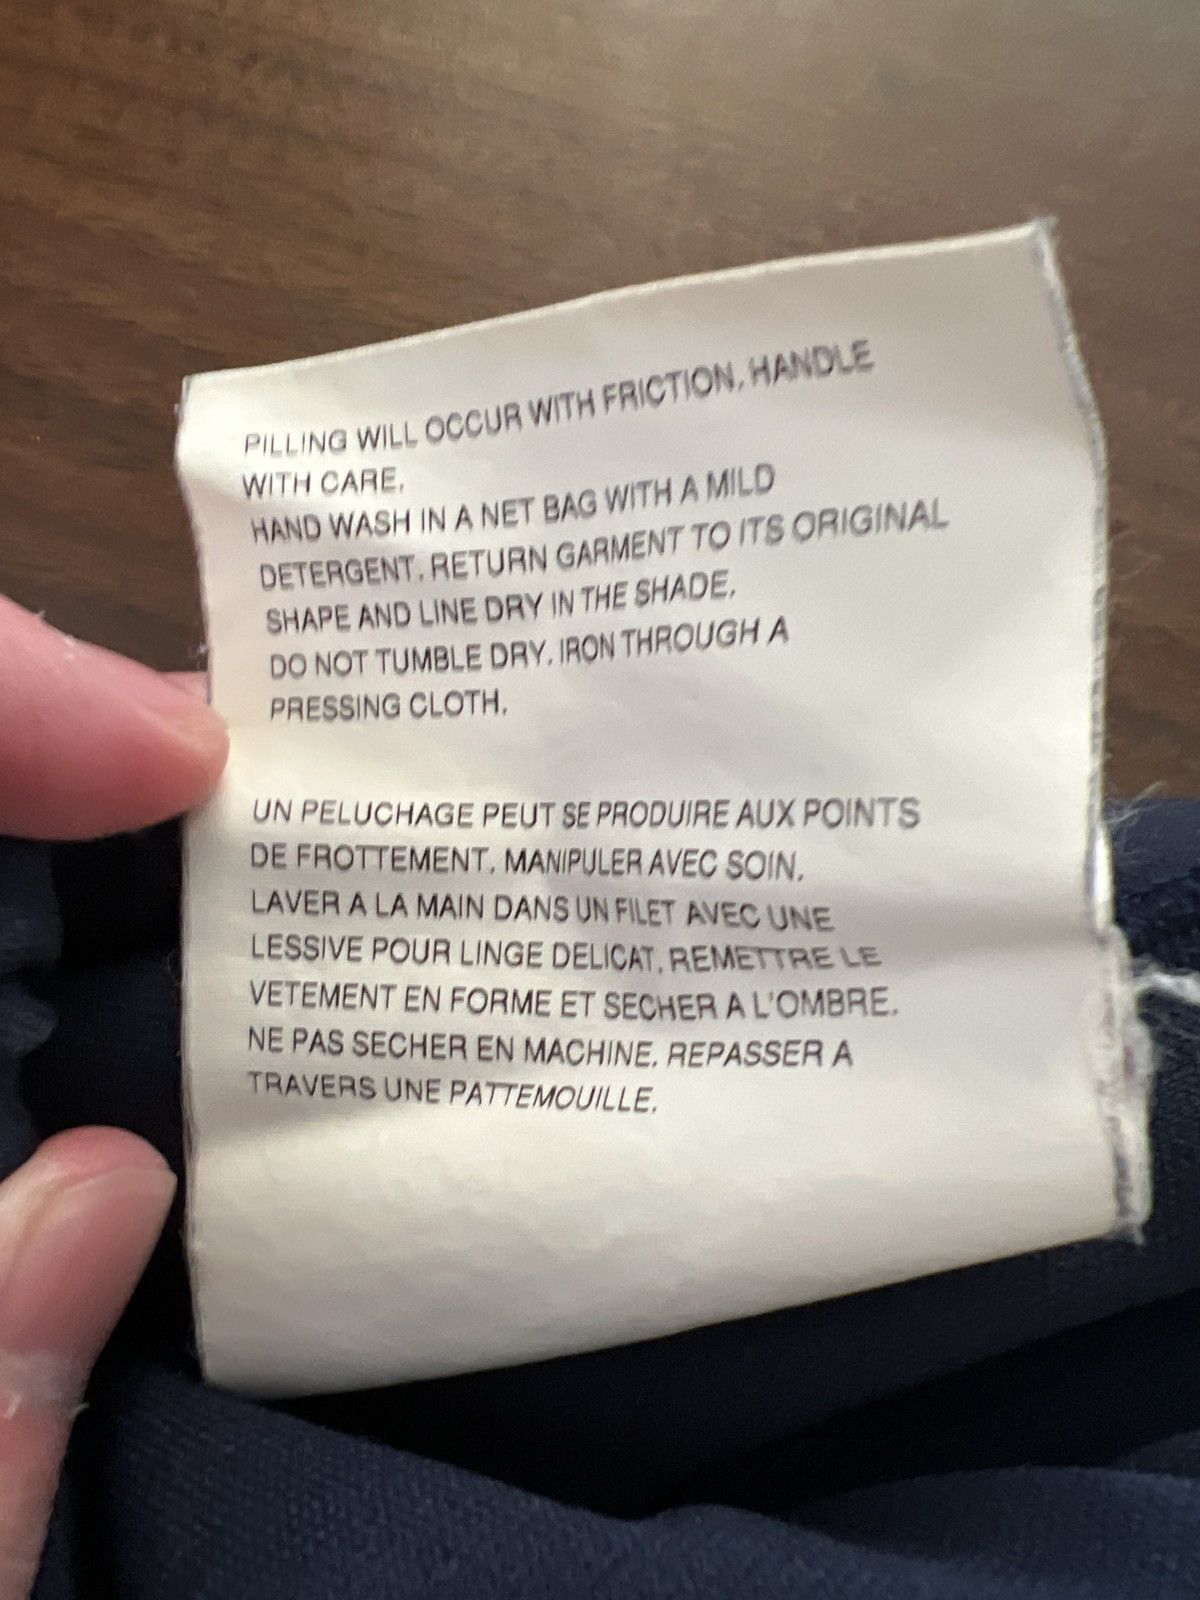 PILLING WILL OCCUR WITH FRICTION. HANDLE
WITH CARE.
HAND WASH IN A NET BAG WITH A MILD
DETERGENT. RETURN GARMENT TO ITS ORIGINAL
SHAPE AND LINE DRY IN THE SHADE.
DO NOT TUMBLE DRY. IRON THROUGH A
PRESSING CLOTH.
UN PELUCHAGE PEUT SE PRODUIRE AUX POINTS
DE FROTTEMENT. MANIPULER AVEC SOIN.
LAVER A LA MAIN DANS UN FILET AVEC UNE
LESSIVE POUR LINGE DELICAT. REMETTRE LE
VETEMENT EN FORME ET SECHER A L'OMBRE.
NE PAS SECHER EN MACHINE. REPASSER A
TRAVERS UNE PATTEMOUILLE.